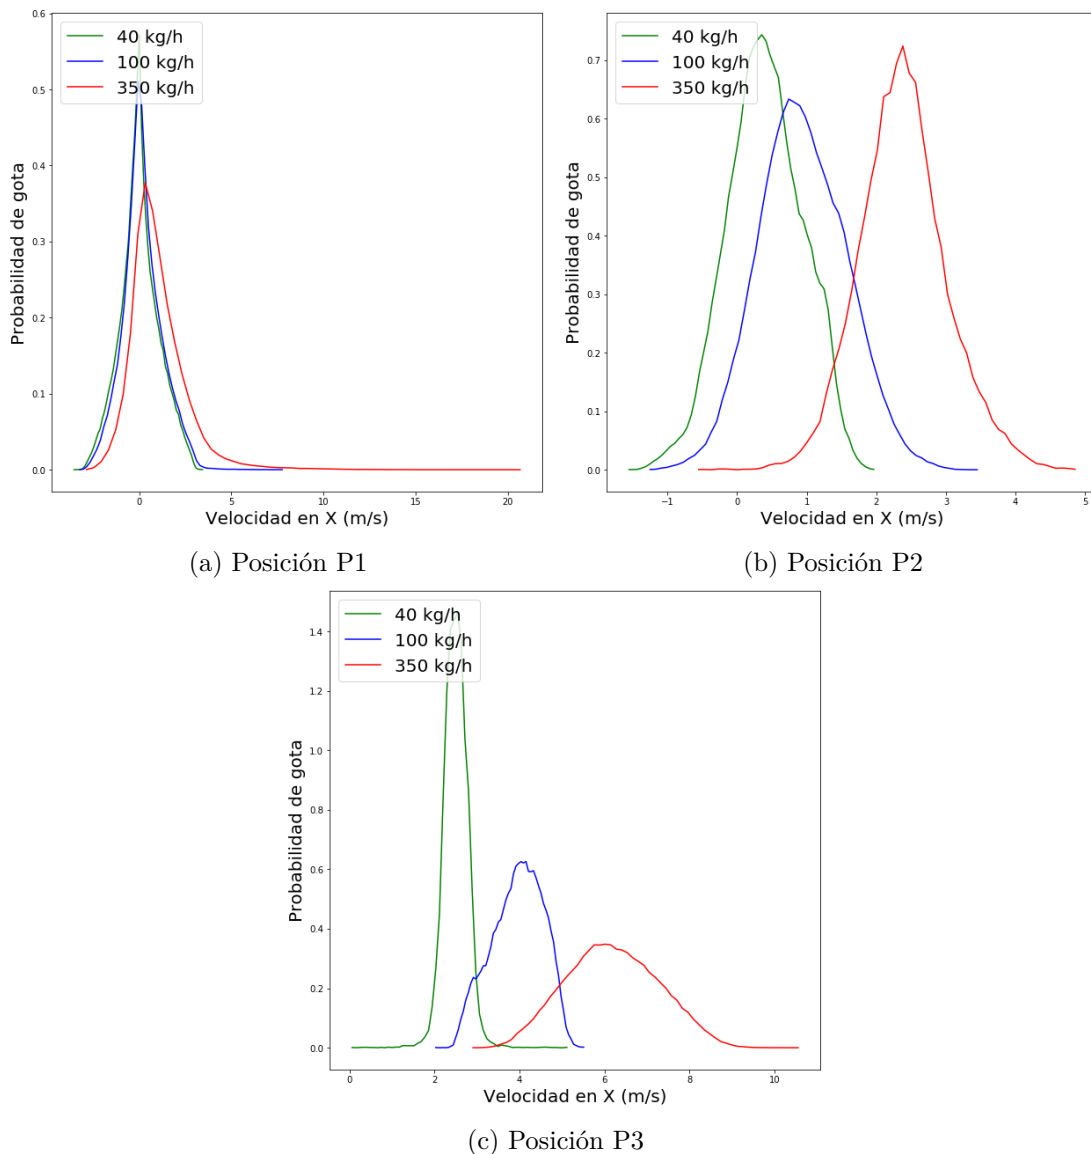 0.6
0.5
0.4
0.3
0.2
0.1
0.0
Probabilidad de gota
40 kg/h
100 kg/h
350 kg/h
0 5 10 15 20
Velocidad en X (m/s)
(a) Posición P1
0.7
0.6
0.5
0.4
0.3
0.2
0.1
0.0
Probabilidad de gota
40 kg/h
100 kg/h
350 kg/h
−1 0 1 2 3 4 5
Velocidad en X (m/s)
(b) Posición P2
1.4
1.2
1.0
0.8
0.6
0.4
0.2
0.0
Probabilidad de gota
40 kg/h
100 kg/h
350 kg/h
0 2 4 6 8 10
Velocidad en X (m/s)
(c) Posición P3